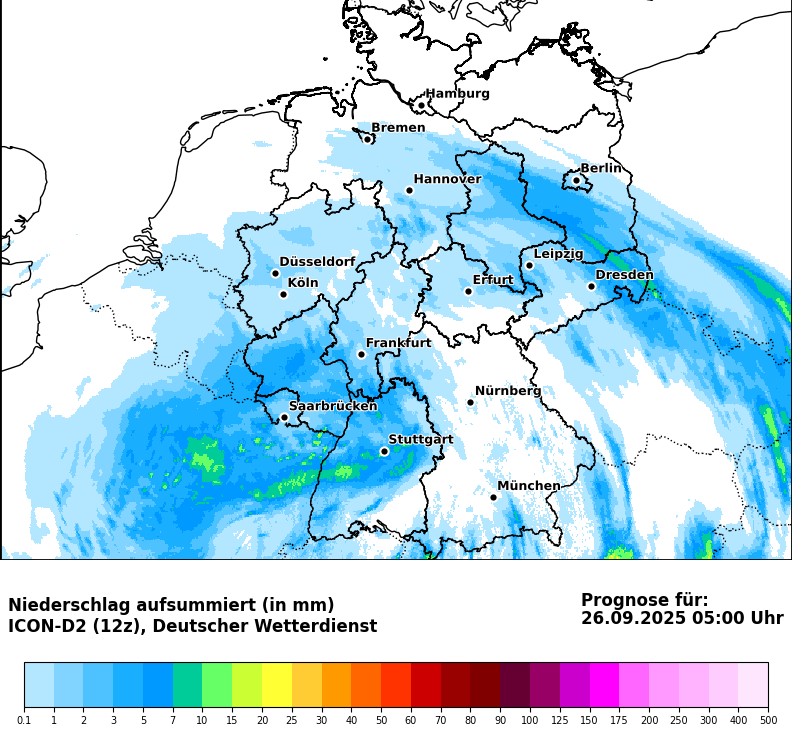 Hamburg
Bremen
Berlin
Hannover
Leipzig
Düsseldorf
Dresden
Köln
Erfurt
Frankfurt
Nürnberg
Saarbrücken
Stuttgart
München
Niederschlag aufsummiert (in mm)
ICON-D2 (12z), Deutscher Wetterdienst
Prognose für:
26.09.2025 05:00 Uhr
0.1 1 2 3 5 7 10 15 20 25 30 40 50 60 70 80 90 100 125 150 175 200 250 300 400 500